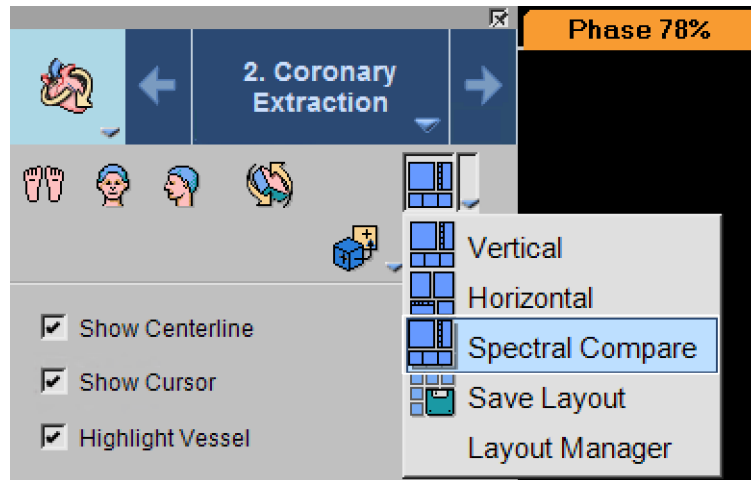 Phase 78%
2. Coronary
Extraction
Vertical
Horizontal
Show Centerline
Spectral Compare
Show Cursor
Save Layout
Highlight Vessel
Layout Manager